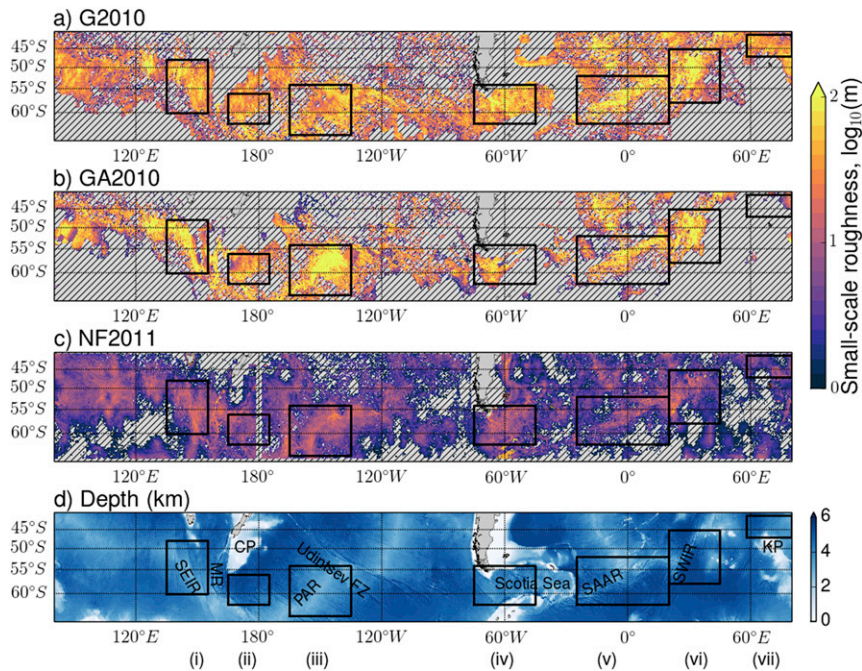 a) G2010
45°S
50°S
55°S
60°S
120°E 180° 120°W 60°W 0° 60°E
b) GA2010
45°S
50°S
55°S
60°S
120°E 180° 120°W 60°W 0° 60°E
c) NF2011
45°S
50°S
55°S
60°S
120°E 180° 120°W 60°W 0° 60°E
2
1
0
Small-scale roughness, log10(m)
d) Depth (km)
45°S
50°S
55°S
60°S
SEIR
MR
CP
Udintsev FZ
PAR
Scotia Sea
SAAR
SWIR
KP
6
4
2
0
120°E 180° 120°W 60°W 0° 60°E
(i) (ii) (iii) (iv) (v) (vi) (vii)